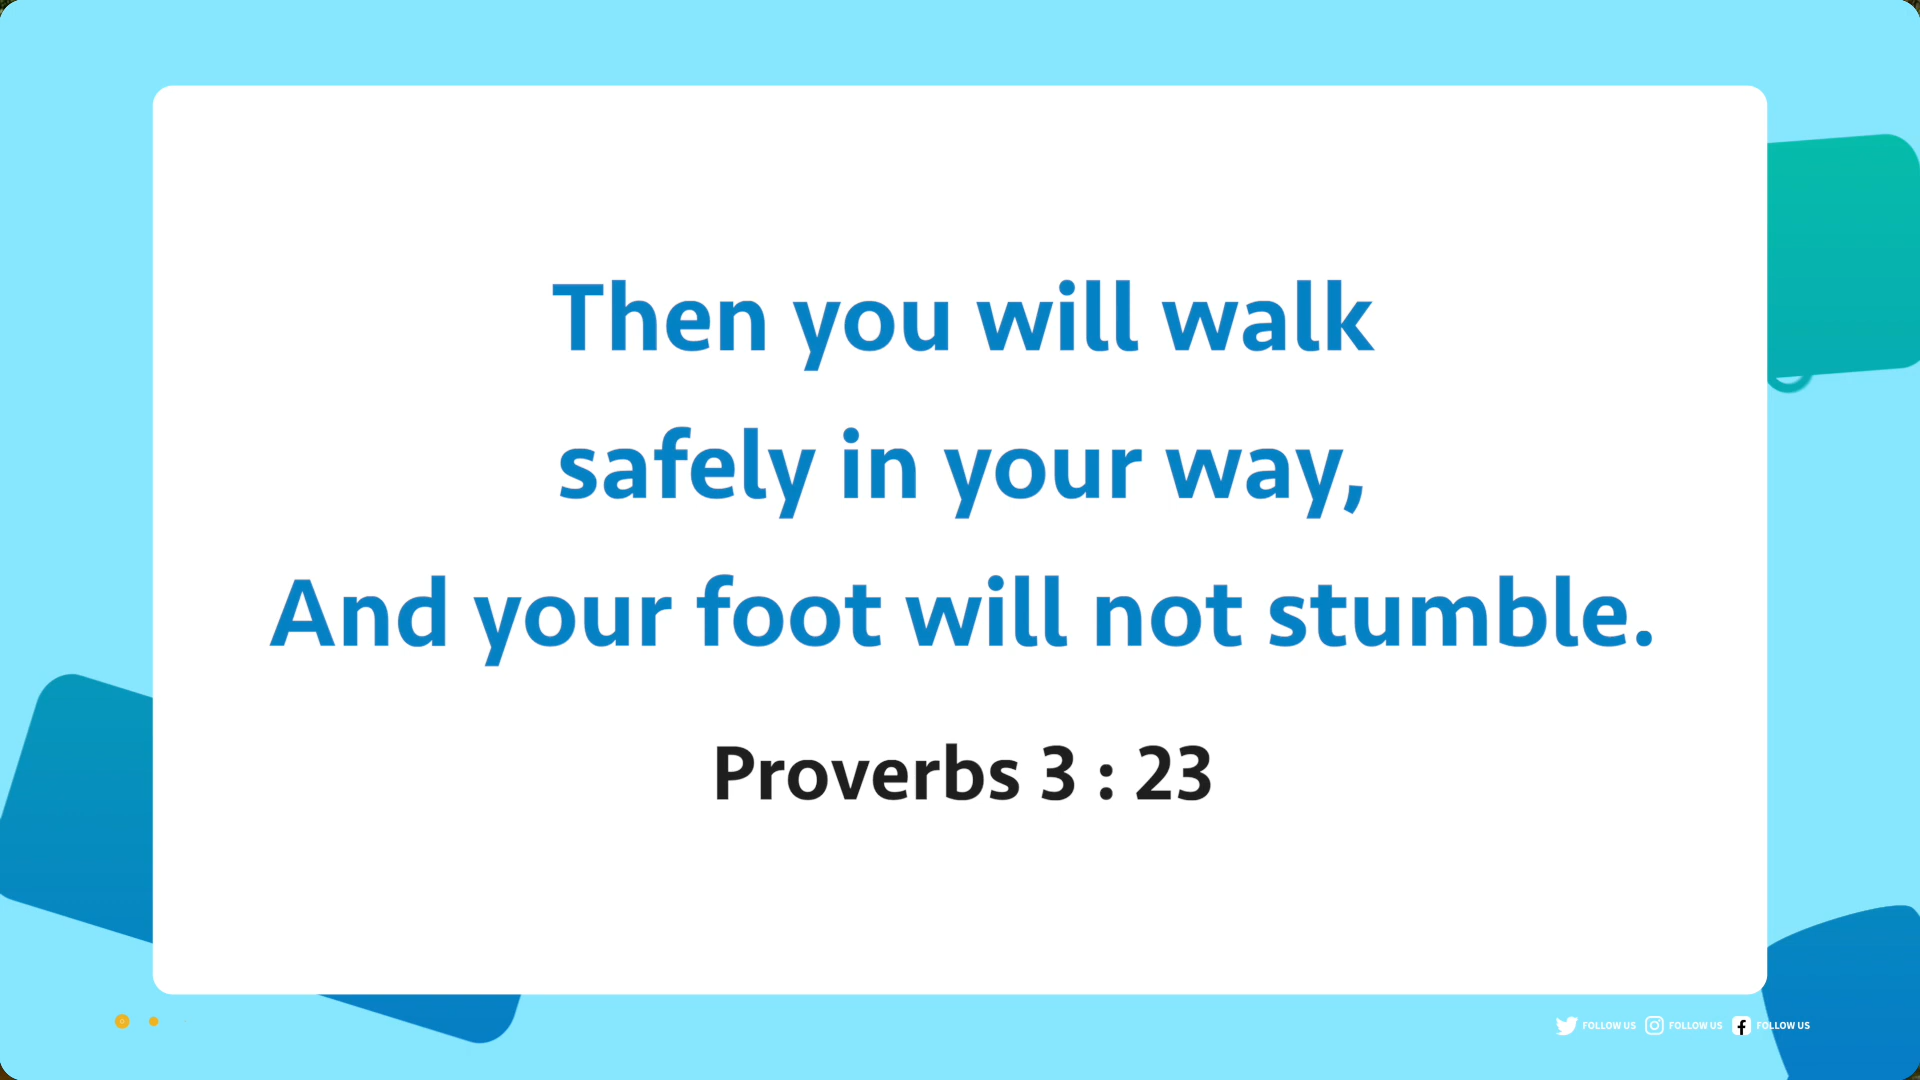 Then you will walk
safely in your way,
And your foot will not stumble.
Proverbs 3 : 23
FOLLOW US FOLLOW US FOLLOW US